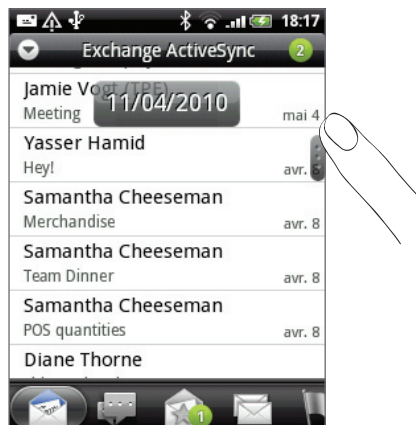 18:17
Exchange ActiveSync 2
Jamie Vogt (TPE)
11/04/2010
Meeting mai 4
Yasser Hamid
Hey! avr. 6
Samantha Cheeseman
Merchandise avr. 8
Samantha Cheeseman
Team Dinner avr. 8
Samantha Cheeseman
POS quantities avr. 8
Diane Thorne
1